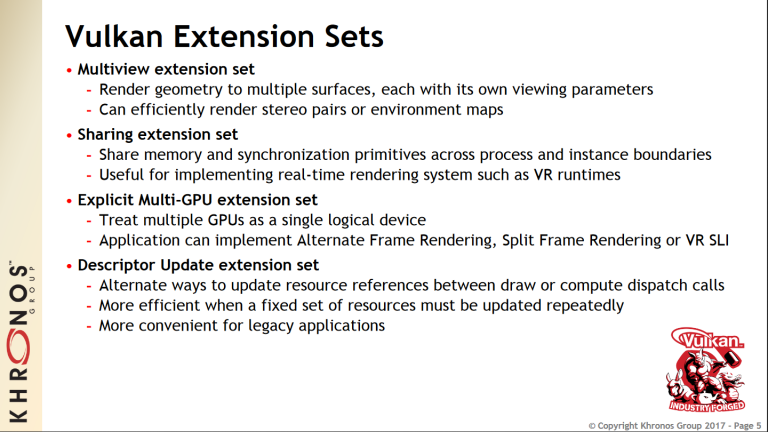 Vulkan Extension Sets
• Multiview extension set
- Render geometry to multiple surfaces, each with its own viewing parameters
- Can efficiently render stereo pairs or environment maps
• Sharing extension set
- Share memory and synchronization primitives across process and instance boundaries
- Useful for implementing real-time rendering system such as VR runtimes
• Explicit Multi-GPU extension set
- Treat multiple GPUs as a single logical device
- Application can implement Alternate Frame Rendering, Split Frame Rendering or VR SLI
• Descriptor Update extension set
- Alternate ways to update resource references between draw or compute dispatch calls
- More efficient when a fixed set of resources must be updated repeatedly
- More convenient for legacy applications
KHRONOS™
GROUP
Vulkan™
INDUSTRY FORGED
© Copyright Khronos Group 2017 - Page 5